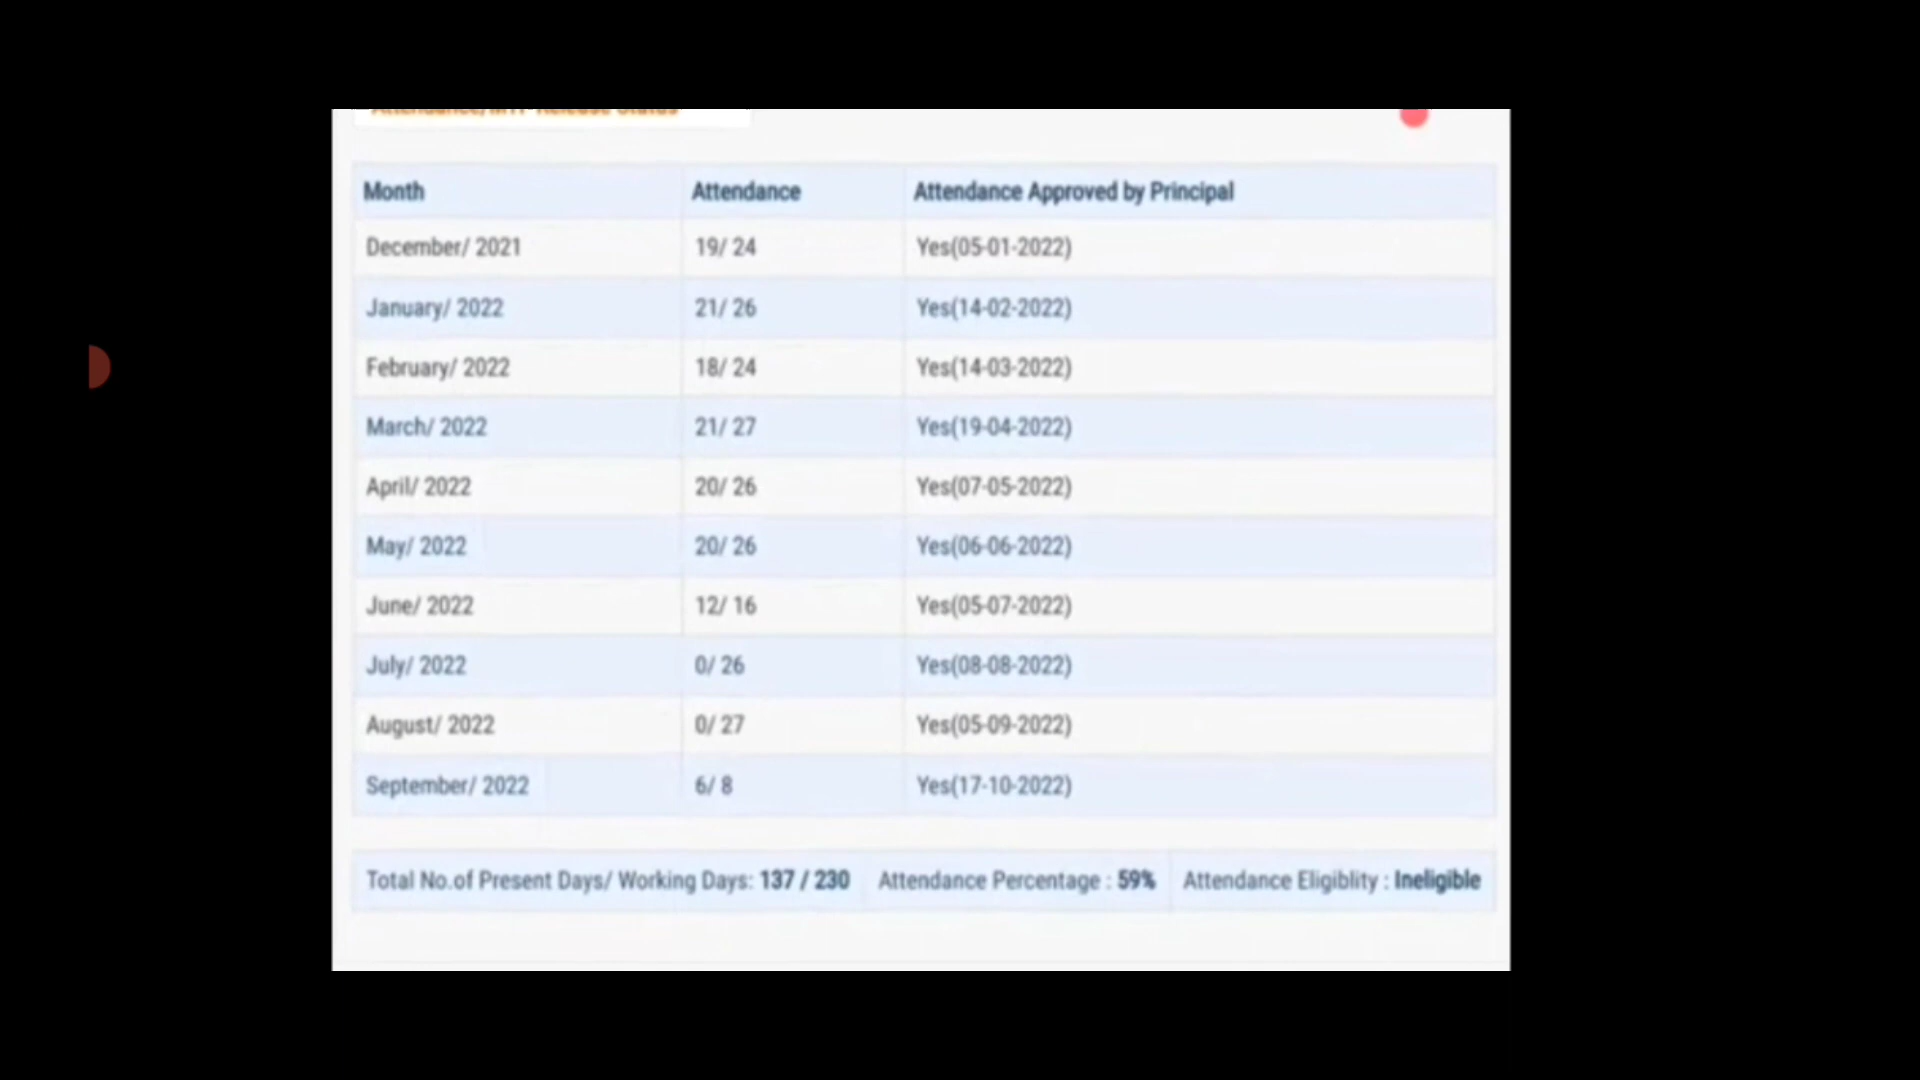 Attendance/MTF Release Status
Month Attendance Attendance Approved by Principal
December/ 2021 19/ 24 Yes(05-01-2022)
January/ 2022 21/ 26 Yes(14-02-2022)
February/ 2022 18/ 24 Yes(14-03-2022)
March/ 2022 21/ 27 Yes(19-04-2022)
April/ 2022 20/ 26 Yes(07-05-2022)
May/ 2022 20/ 26 Yes(06-06-2022)
June/ 2022 12/ 16 Yes(05-07-2022)
July/ 2022 0/ 26 Yes(08-08-2022)
August/ 2022 0/ 27 Yes(05-09-2022)
September/ 2022 6/ 8 Yes(17-10-2022)
Total No.of Present Days/ Working Days: 137 / 230 Attendance Percentage : 59% Attendance Eligiblity : Ineligible